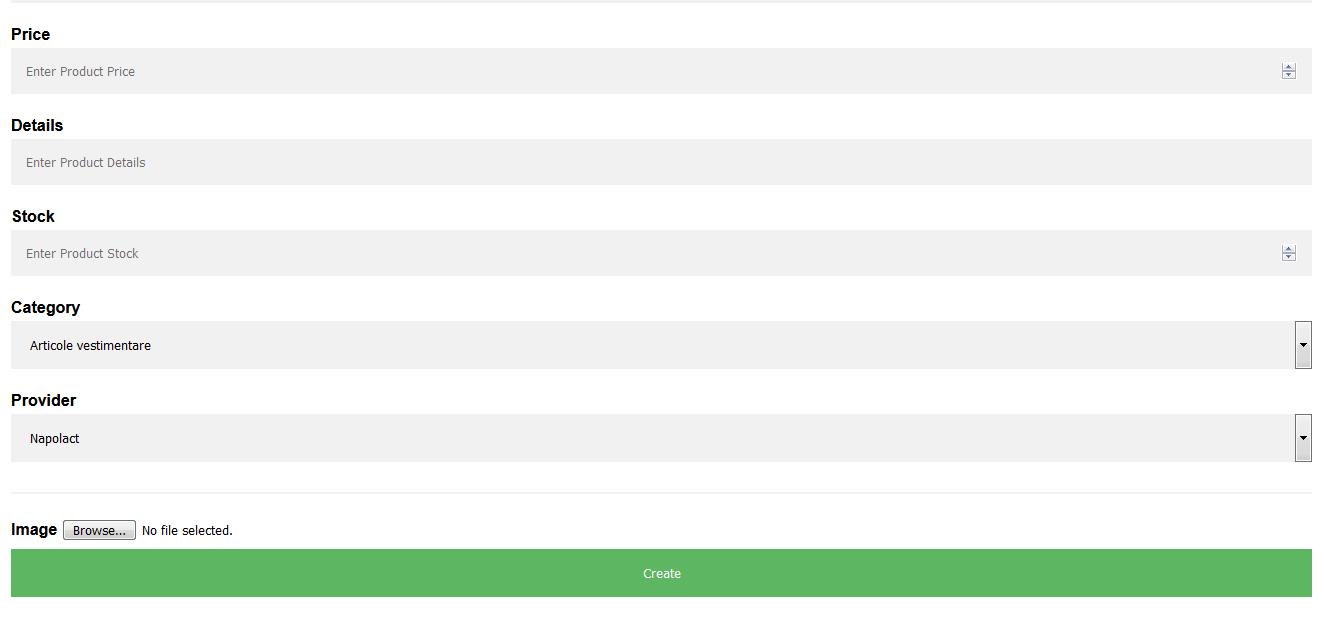 Price
Enter Product Price
Details
Enter Product Details
Stock
Enter Product Stock
Category
Articole vestimentare
Provider
Napolact
Image Browse... No file selected.
Create